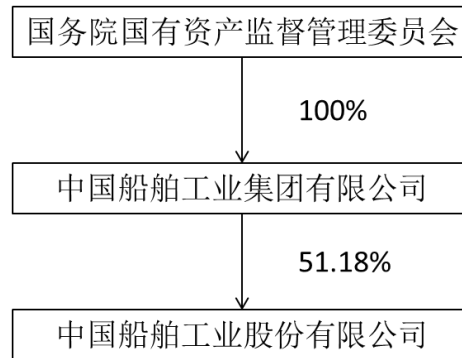 国务院国有资产监督管理委员会
100%
中国船舶工业集团有限公司
51.18%
中国船舶工业股份有限公司